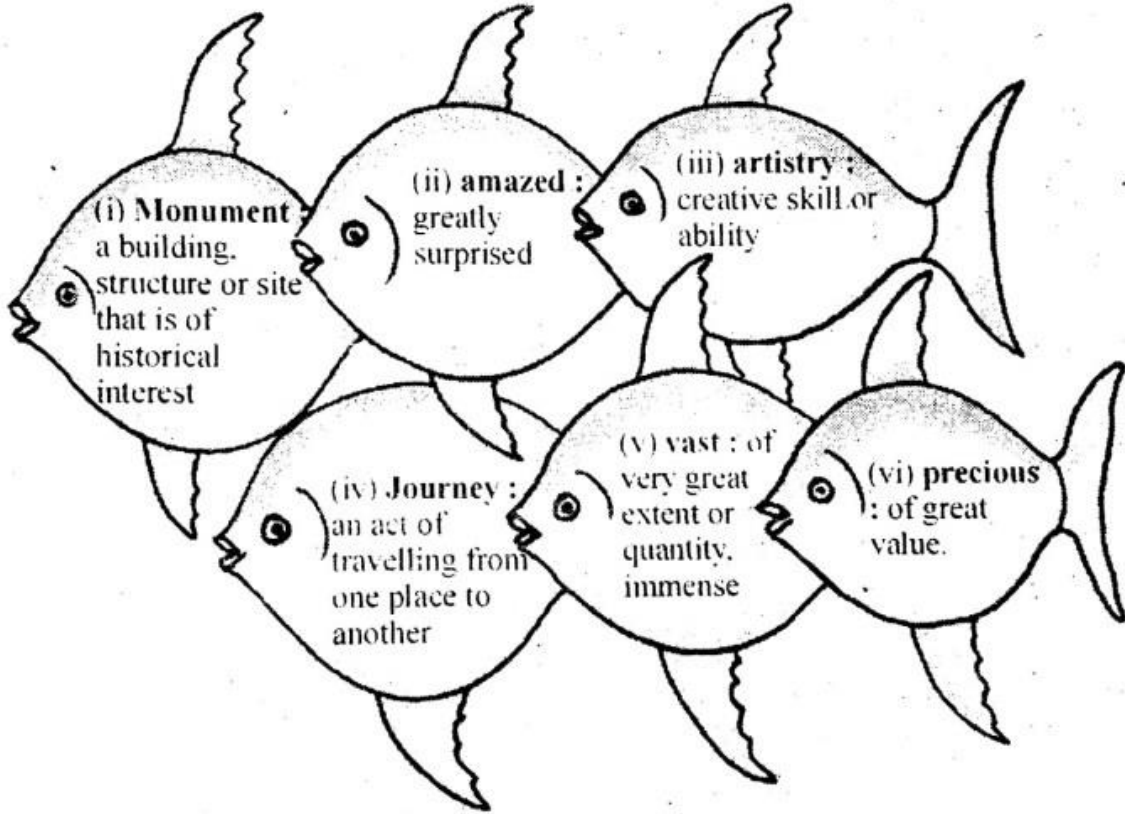 (i) Monument :
a building,
structure or site
that is of
historical
interest
(ii) amazed :
greatly
surprised
(iii) artistry :
creative skill or
ability
(iv) Journey :
an act of
travelling from
one place to
another
(v) vast : of
very great
extent or
quantity,
immense
(vi) precious
: of great
value.